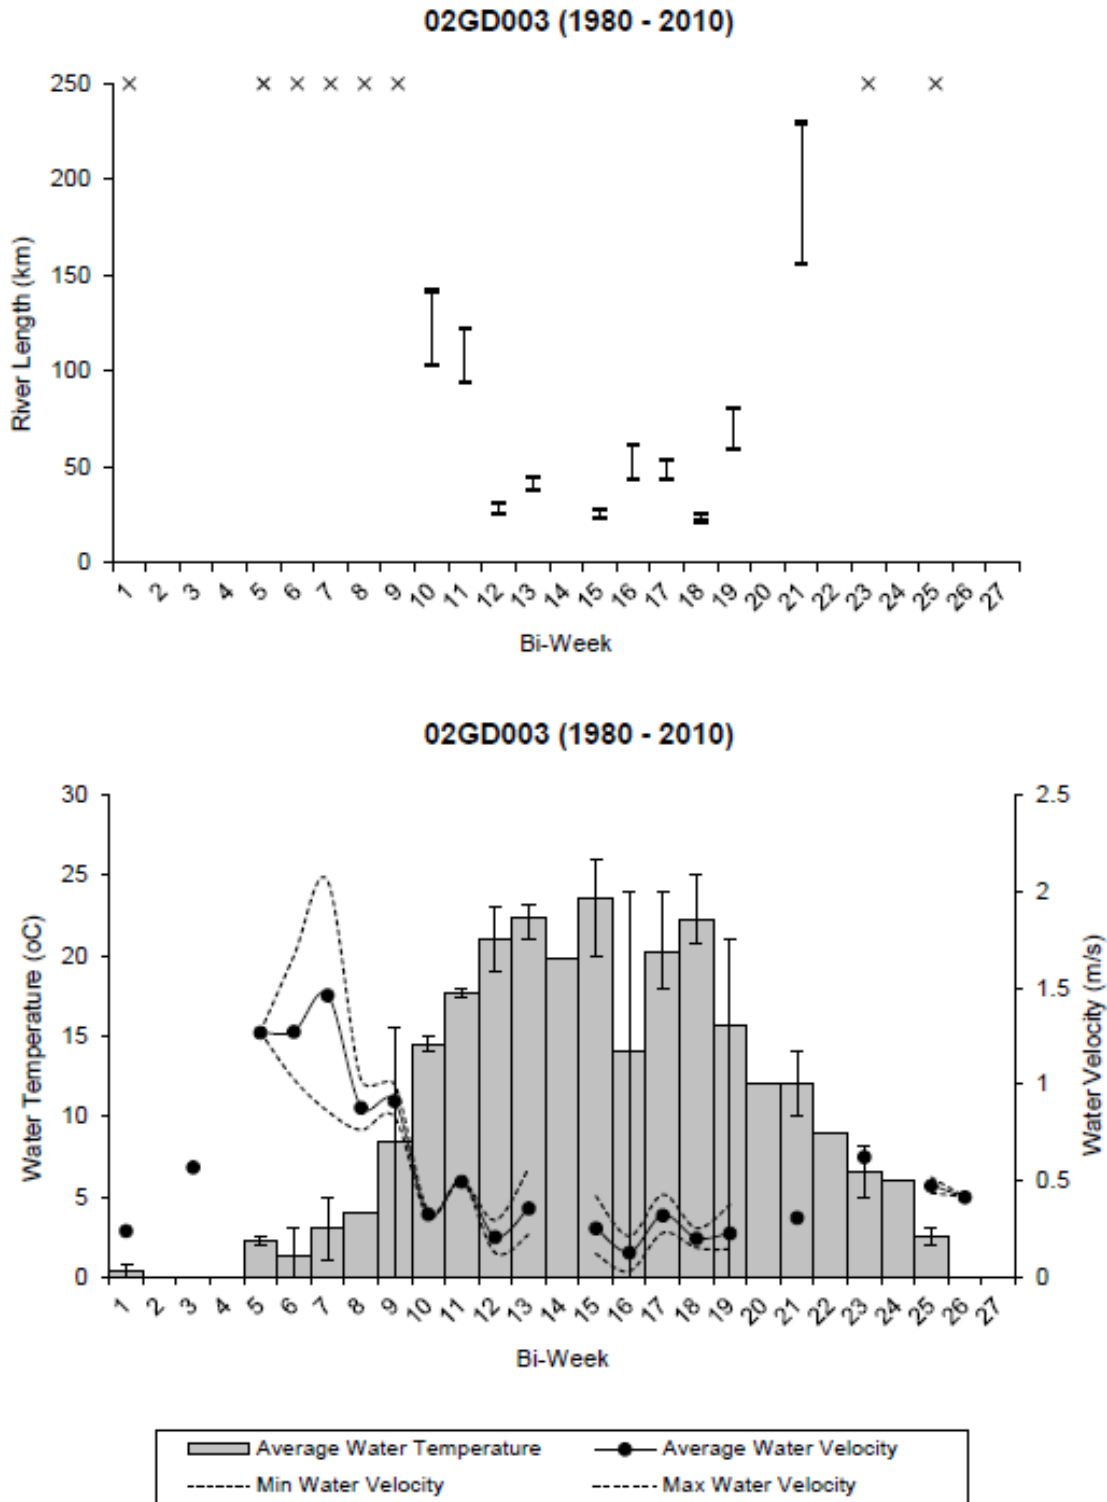 02GD003 (1980 - 2010)
250
200
150
100
50
0
River Length (km)
1 2 3 4 5 6 7 8 9 10 11 12 13 14 15 16 17 18 19 20 21 22 23 24 25 26 27
Bi-Week
02GD003 (1980 - 2010)
30
25
20
15
10
5
0
Water Temperature (oC)
2.5
2
1.5
1
0.5
0
Water Velocity (m/s)
1 2 3 4 5 6 7 8 9 10 11 12 13 14 15 16 17 18 19 20 21 22 23 24 25 26 27
Bi-Week
Average Water Temperature Average Water Velocity
Min Water Velocity Max Water Velocity